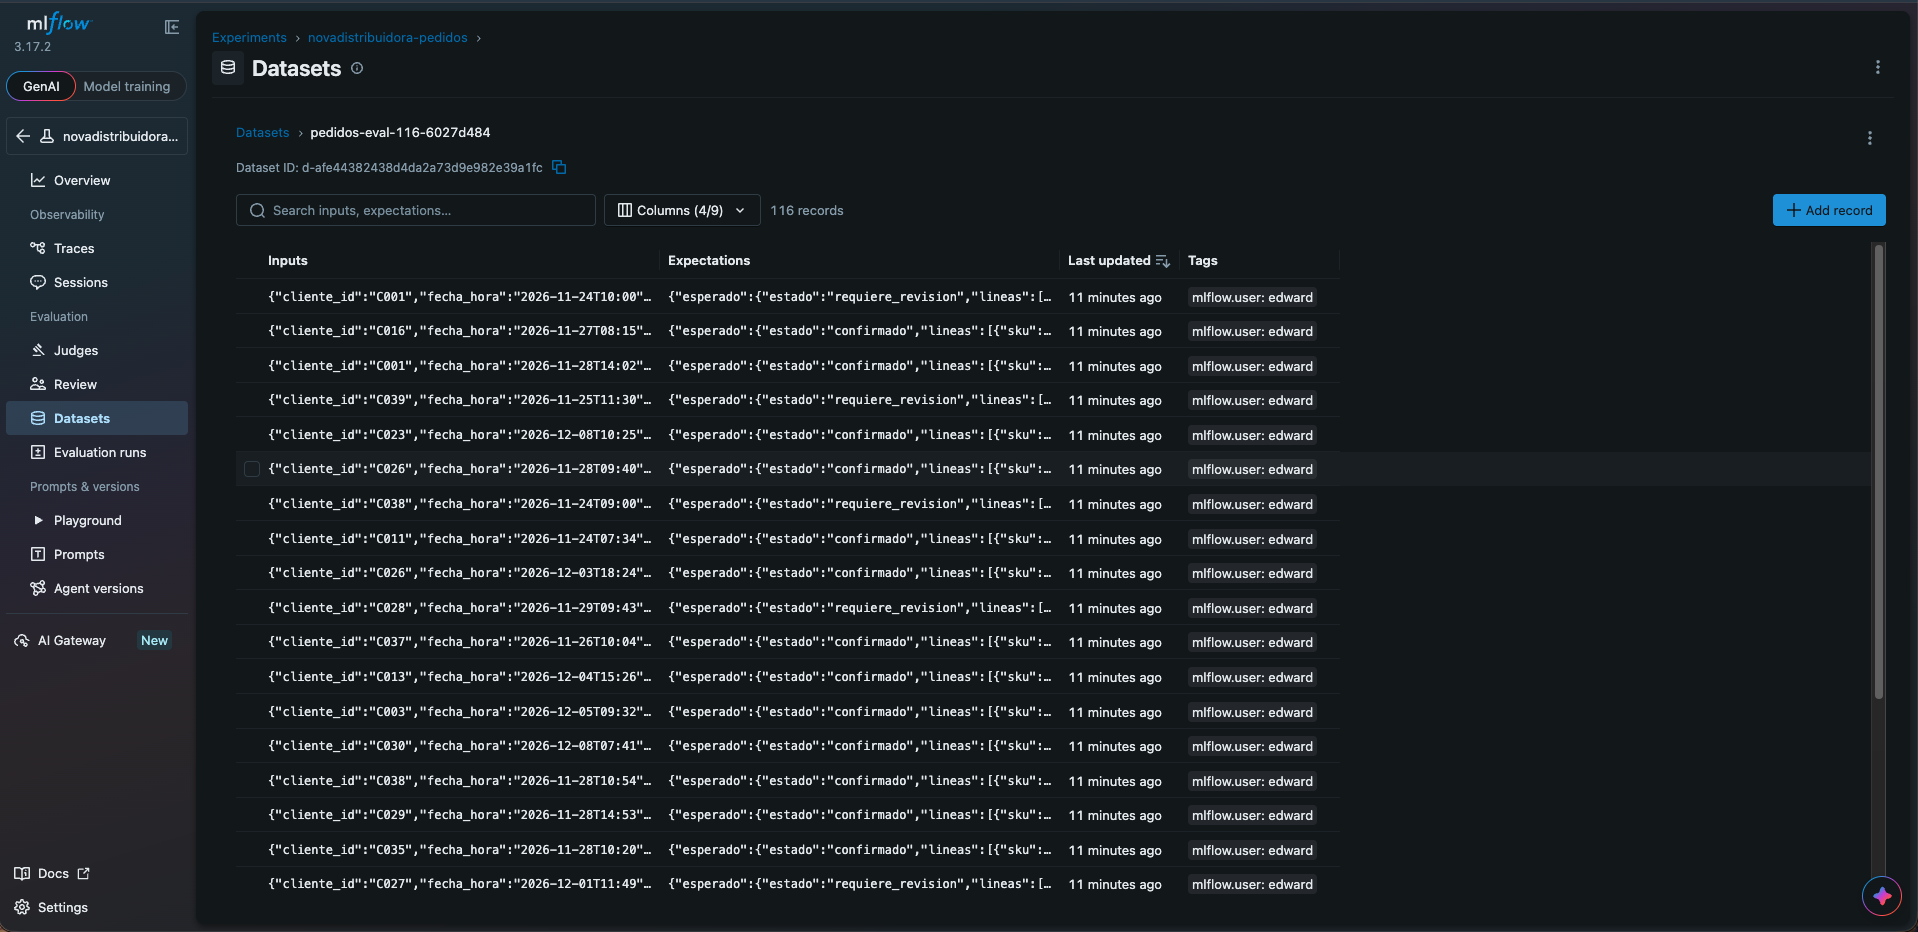 mlflow
3.17.2
GenAI
Model training
novadistribuidora...
Overview
Observability
Traces
Sessions
Evaluation
Judges
Review
Datasets
Evaluation runs
Prompts & versions
Playground
Prompts
Agent versions
AI Gateway New
Docs
Settings
Experiments > novadistribuidora-pedidos >
Datasets
Datasets > pedidos-eval-116-6027d484
Dataset ID: d-afe44382438d4da2a73d9e982e39a1fc
Search inputs, expectations... Columns (4/9) 116 records + Add record
Inputs Expectations Last updated Tags
{"cliente_id":"C001","fecha_hora":"2026-11-24T10:00"… {"esperado":{"estado":"requiere_revision","lineas":[… 11 minutes ago mlflow.user: edward
{"cliente_id":"C016","fecha_hora":"2026-11-27T08:15"… {"esperado":{"estado":"confirmado","lineas":[{"sku":… 11 minutes ago mlflow.user: edward
{"cliente_id":"C001","fecha_hora":"2026-11-28T14:02"… {"esperado":{"estado":"confirmado","lineas":[{"sku":… 11 minutes ago mlflow.user: edward
{"cliente_id":"C039","fecha_hora":"2026-11-25T11:30"… {"esperado":{"estado":"requiere_revision","lineas":[… 11 minutes ago mlflow.user: edward
{"cliente_id":"C023","fecha_hora":"2026-12-08T10:25"… {"esperado":{"estado":"confirmado","lineas":[{"sku":… 11 minutes ago mlflow.user: edward
{"cliente_id":"C026","fecha_hora":"2026-11-28T09:40"… {"esperado":{"estado":"confirmado","lineas":[{"sku":… 11 minutes ago mlflow.user: edward
{"cliente_id":"C038","fecha_hora":"2026-11-24T09:00"… {"esperado":{"estado":"requiere_revision","lineas":[… 11 minutes ago mlflow.user: edward
{"cliente_id":"C011","fecha_hora":"2026-11-24T07:34"… {"esperado":{"estado":"confirmado","lineas":[{"sku":… 11 minutes ago mlflow.user: edward
{"cliente_id":"C026","fecha_hora":"2026-12-03T18:24"… {"esperado":{"estado":"confirmado","lineas":[{"sku":… 11 minutes ago mlflow.user: edward
{"cliente_id":"C028","fecha_hora":"2026-11-29T09:43"… {"esperado":{"estado":"requiere_revision","lineas":[… 11 minutes ago mlflow.user: edward
{"cliente_id":"C037","fecha_hora":"2026-11-26T10:04"… {"esperado":{"estado":"confirmado","lineas":[{"sku":… 11 minutes ago mlflow.user: edward
{"cliente_id":"C013","fecha_hora":"2026-12-04T15:26"… {"esperado":{"estado":"confirmado","lineas":[{"sku":… 11 minutes ago mlflow.user: edward
{"cliente_id":"C003","fecha_hora":"2026-12-05T09:32"… {"esperado":{"estado":"confirmado","lineas":[{"sku":… 11 minutes ago mlflow.user: edward
{"cliente_id":"C030","fecha_hora":"2026-12-08T07:41"… {"esperado":{"estado":"confirmado","lineas":[{"sku":… 11 minutes ago mlflow.user: edward
{"cliente_id":"C038","fecha_hora":"2026-11-28T10:54"… {"esperado":{"estado":"confirmado","lineas":[{"sku":… 11 minutes ago mlflow.user: edward
{"cliente_id":"C029","fecha_hora":"2026-11-28T14:53"… {"esperado":{"estado":"confirmado","lineas":[{"sku":… 11 minutes ago mlflow.user: edward
{"cliente_id":"C035","fecha_hora":"2026-11-28T10:20"… {"esperado":{"estado":"confirmado","lineas":[{"sku":… 11 minutes ago mlflow.user: edward
{"cliente_id":"C027","fecha_hora":"2026-12-01T11:49"… {"esperado":{"estado":"requiere_revision","lineas":[… 11 minutes ago mlflow.user: edward